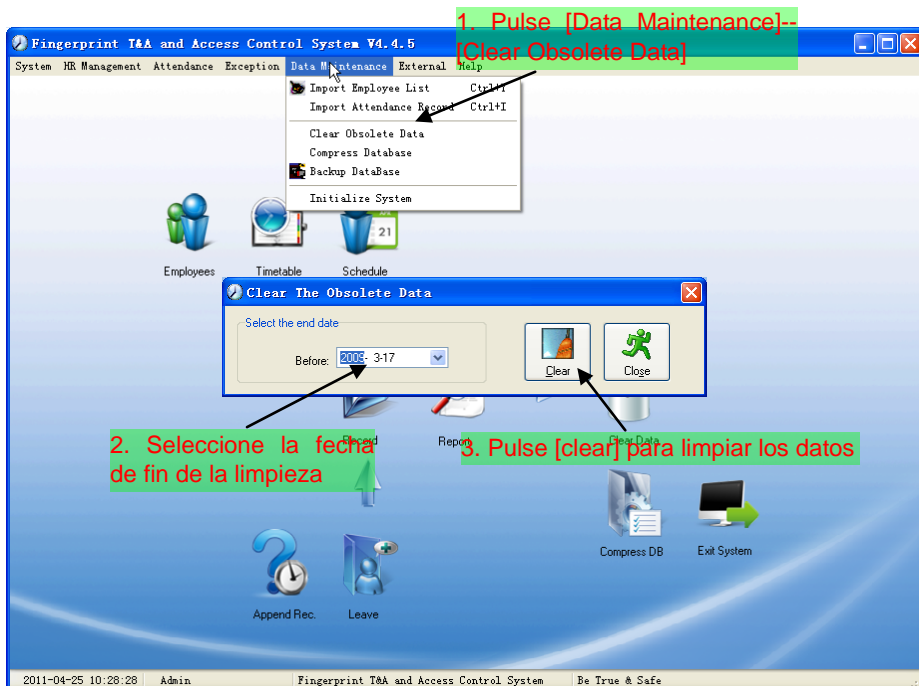 1. Pulse [Data Maintenance]--
[Clear Obsolete Data]
Fingerprint T&A and Access Control System V4.4.5
System HR Management Attendance Exception Data Maintenance External Help
Import Employee List Ctrl+Y
Import Attendance Record Ctrl+I
Clear Obsolete Data
Compress Database
Backup DataBase
Initialize System
21
Employees Timetable Schedule
Clear The Obsolete Data
Select the end date
Before: 2009- 3-17
Clear Close
Record Report Clear Data
2. Seleccione la fecha
de fin de la limpieza
3. Pulse [clear] para limpiar los datos
Compress DB Exit System
Append Rec. Leave
2011-04-25 10:28:28 Admin Fingerprint T&A and Access Control System Be True & Safe